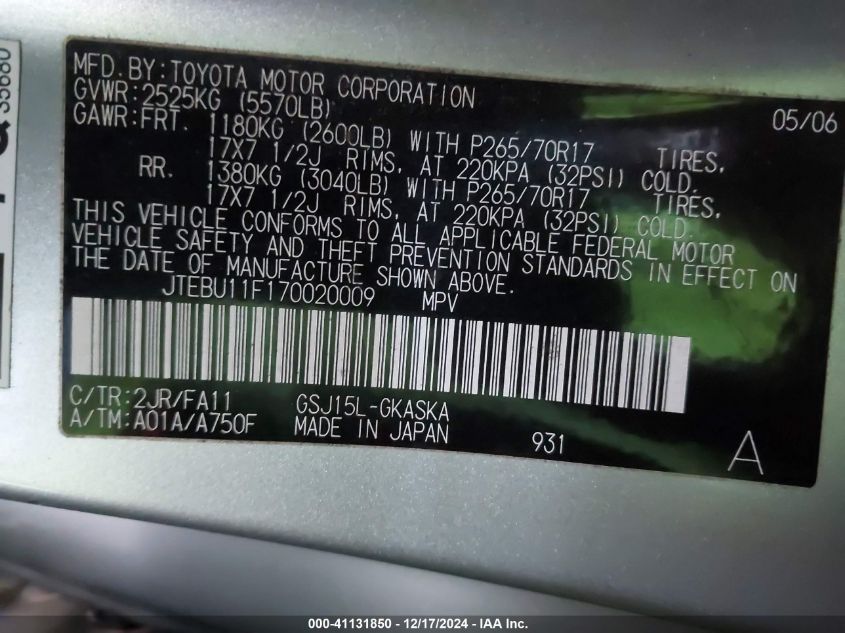 MFD. BY: TOYOTA MOTOR CORPORATION 05/06
GVWR: 2525KG (5570LB)
GAWR: FRT. 1180KG (2600LB) WITH P265/70R17 TIRES,
17X7 1/2J RIMS, AT 220KPA (32PSI) COLD.
RR. 1380KG (3040LB) WITH P265/70R17 TIRES,
17X7 1/2J RIMS, AT 220KPA (32PSI) COLD.
THIS VEHICLE CONFORMS TO ALL APPLICABLE FEDERAL MOTOR
VEHICLE SAFETY AND THEFT PREVENTION STANDARDS IN EFFECT ON
THE DATE OF MANUFACTURE SHOWN ABOVE.
JTEBU11F170020009 MPV
C/TR: 2JR/FA11 GSJ15L-GKASKA
A/TM: A01A/A750F MADE IN JAPAN 931 A
000-41131850 - 12/17/2024 - IAA Inc.